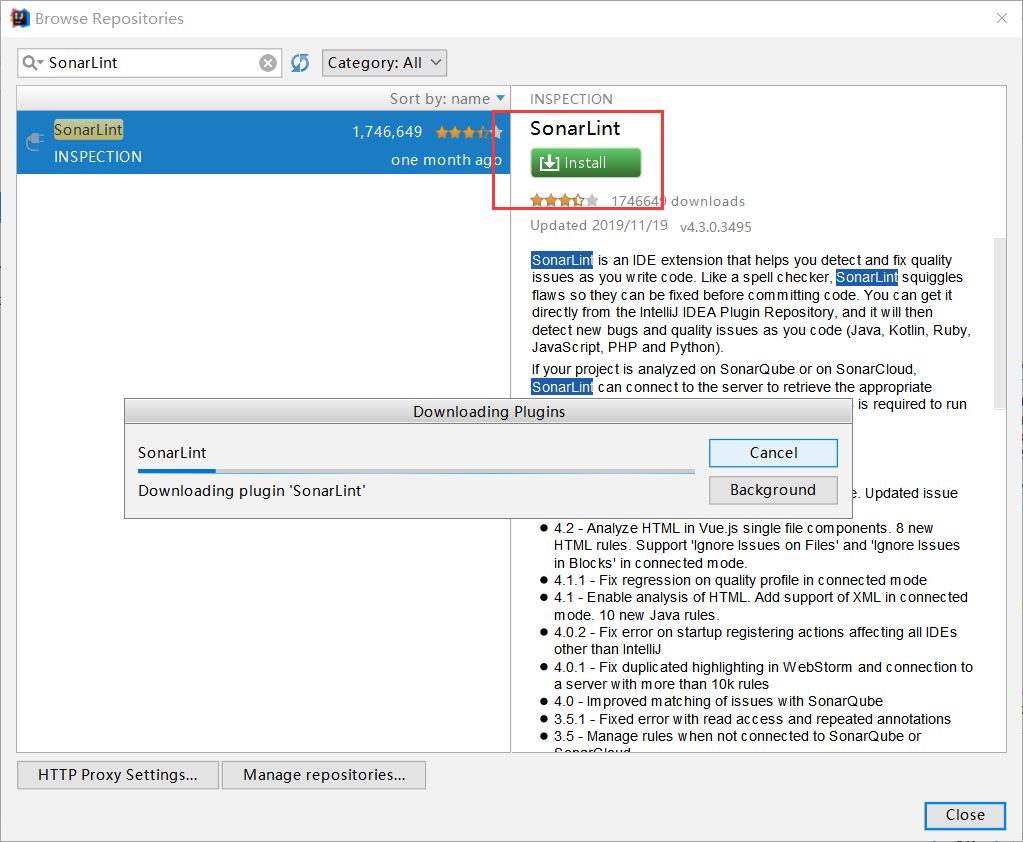 Browse Repositories
SonarLint
Category: All
Sort by: name
SonarLint
1,746,649
INSPECTION
one month ago
INSPECTION
SonarLint
Install
1746649 downloads
Updated 2019/11/19 v4.3.0.3495
SonarLint is an IDE extension that helps you detect and fix quality
issues as you write code. Like a spell checker, SonarLint squiggles
flaws so they can be fixed before committing code. You can get it
directly from the IntelliJ IDEA Plugin Repository, and it will then
detect new bugs and quality issues as you code (Java, Kotlin, Ruby,
JavaScript, PHP and Python).
If your project is analyzed on SonarQube or on SonarCloud,
SonarLint can connect to the server to retrieve the appropriate
is required to run
Downloading Plugins
SonarLint
Cancel
Downloading plugin 'SonarLint'
Background
e. Updated issue
4.2 - Analyze HTML in Vue.js single file components. 8 new
HTML rules. Support 'Ignore Issues on Files' and 'Ignore Issues
in Blocks' in connected mode.
4.1.1 - Fix regression on quality profile in connected mode
4.1 - Enable analysis of HTML. Add support of XML in connected
mode. 10 new Java rules.
4.0.2 - Fix error on startup registering actions affecting all IDEs
other than IntelliJ
4.0.1 - Fix duplicated highlighting in WebStorm and connection to
a server with more than 10k rules
4.0 - Improved matching of issues with SonarQube
3.5.1 - Fixed error with read access and repeated annotations
3.5 - Manage rules when not connected to SonarQube or
SonarCloud
HTTP Proxy Settings...
Manage repositories...
Close